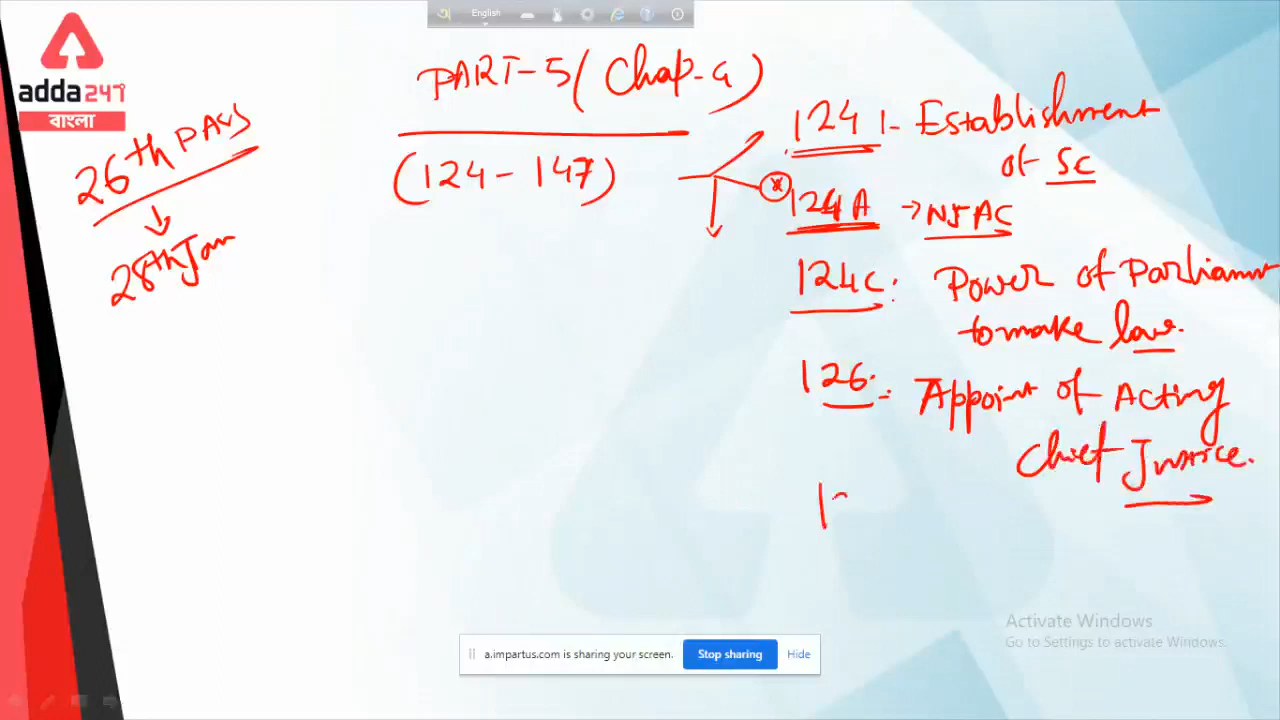 English
adda247
বাংলা
PART-5 (Chap-4)
(124-147)
26th DAYS
28th Jan
124 :- Establishment
of SC
124A → NJAC
124C: Power of Parliament
to make law.
126:- Appoint of Acting
Chief Justice.
1
a.impartus.com is sharing your screen. Stop sharing Hide
Activate Windows
Go to Settings to activate Windows.